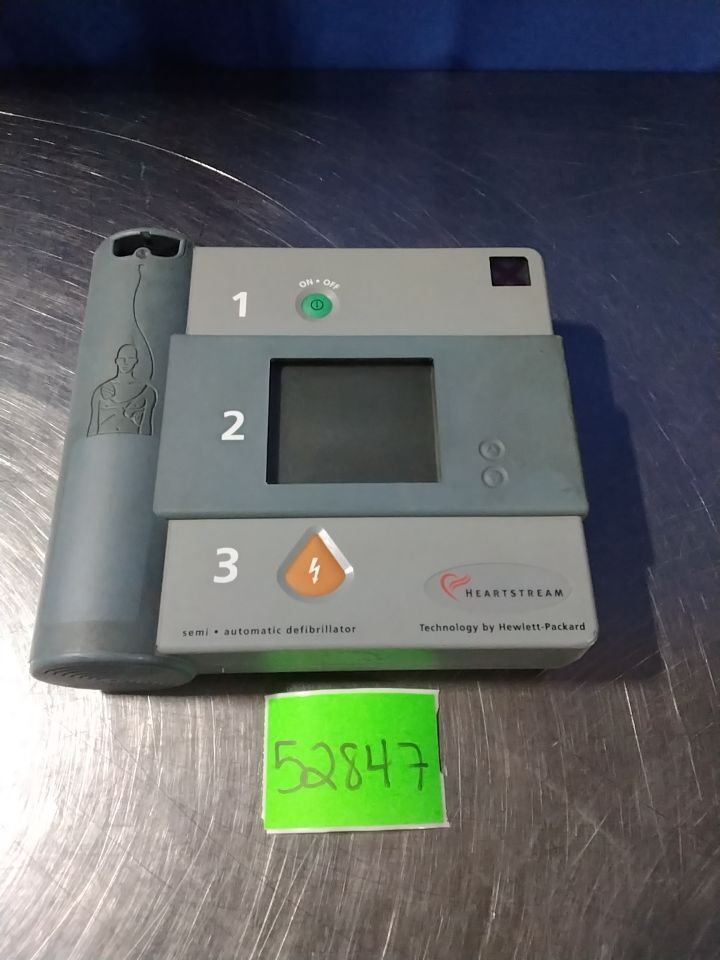 1
ON • OFF
2
3
HEARTSTREAM
semi • automatic defibrillator
Technology by Hewlett-Packard
52847